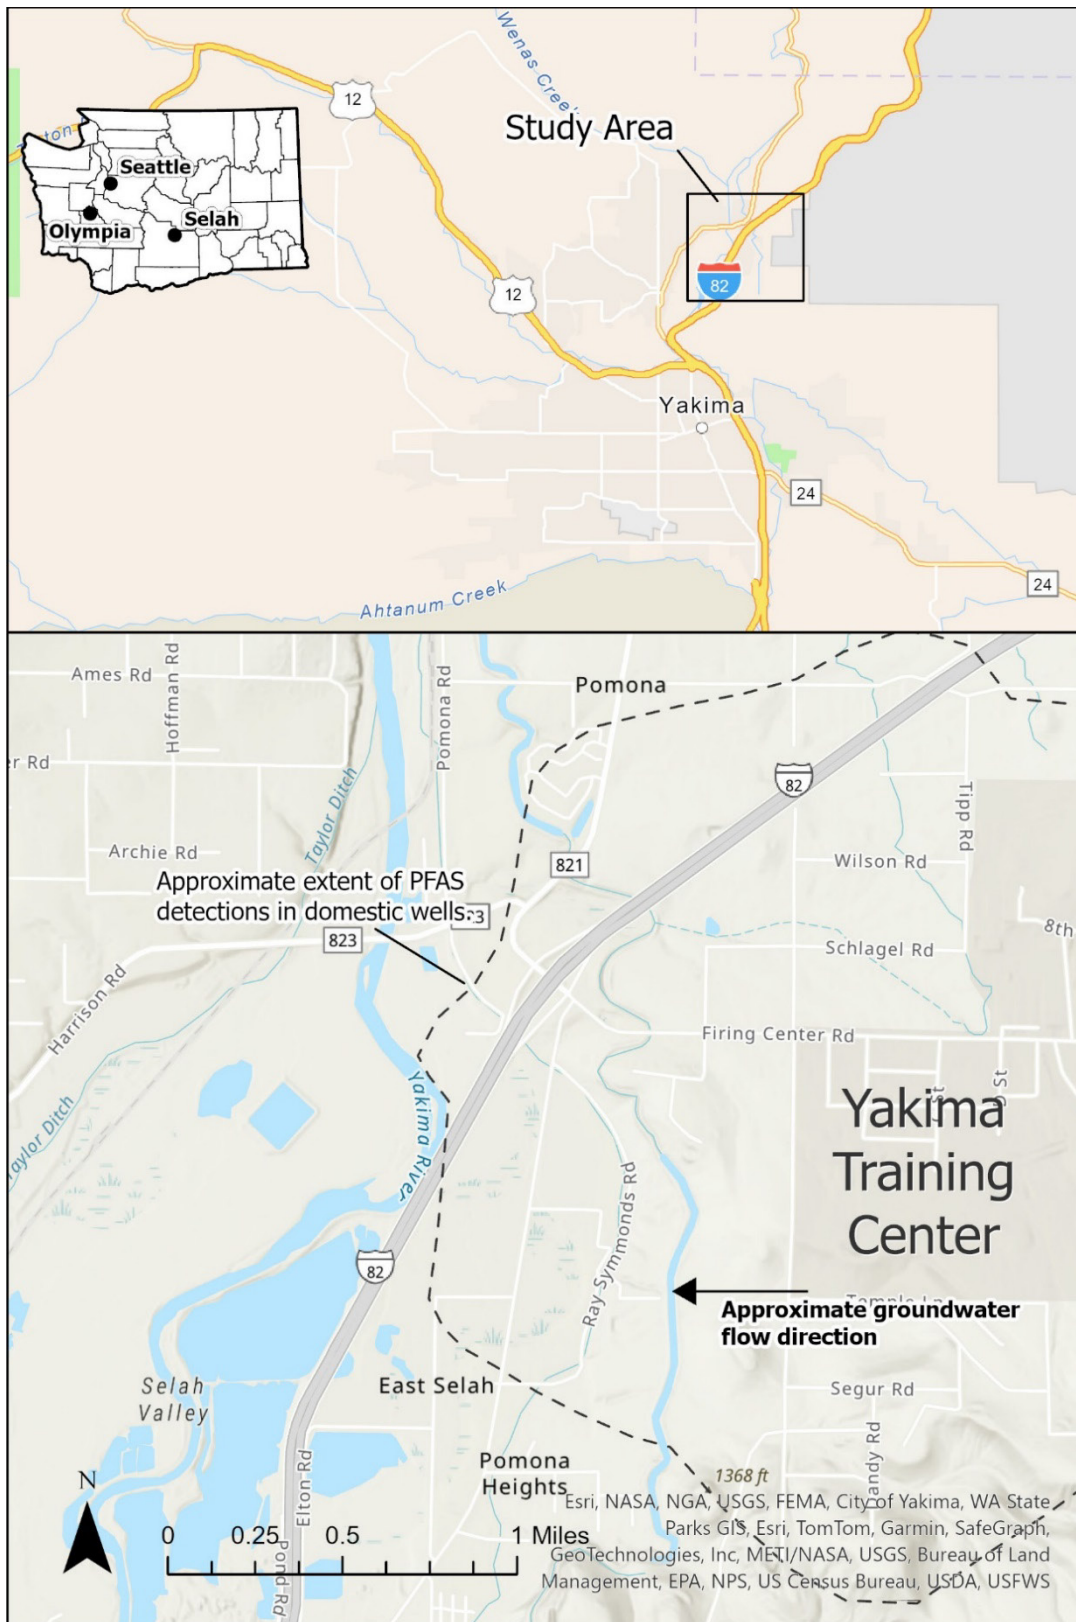 Wenas Creek
12
Study Area
Seattle
Olympia
Selah
12
82
Yakima
24
24
Ahtanum Creek
Ames Rd
Hoffman Rd
Pomona Rd
Pomona
82
Tipp Rd
Taylor Ditch
Archie Rd
821
Wilson Rd
Approximate extent of PFAS
detections in domestic wells.
823
Schlagel Rd
8th
Harrison Rd
Firing Center Rd
Yakima River
Yakima
Training
Center
Taylor Ditch
Ray Symmonds Rd
82
Approximate groundwater
flow direction
Selah
Valley
East Selah
Segur Rd
Elton Rd
Pomona
Heights
1368 ft
N
0 0.25 0.5 1 Miles
Pond Rd
Esri, NASA, NGA, USGS, FEMA, City of Yakima, WA State
Parks GIS, Esri, TomTom, Garmin, SafeGraph,
GeoTechnologies, Inc, METI/NASA, USGS, Bureau of Land
Management, EPA, NPS, US Census Bureau, USDA, USFWS